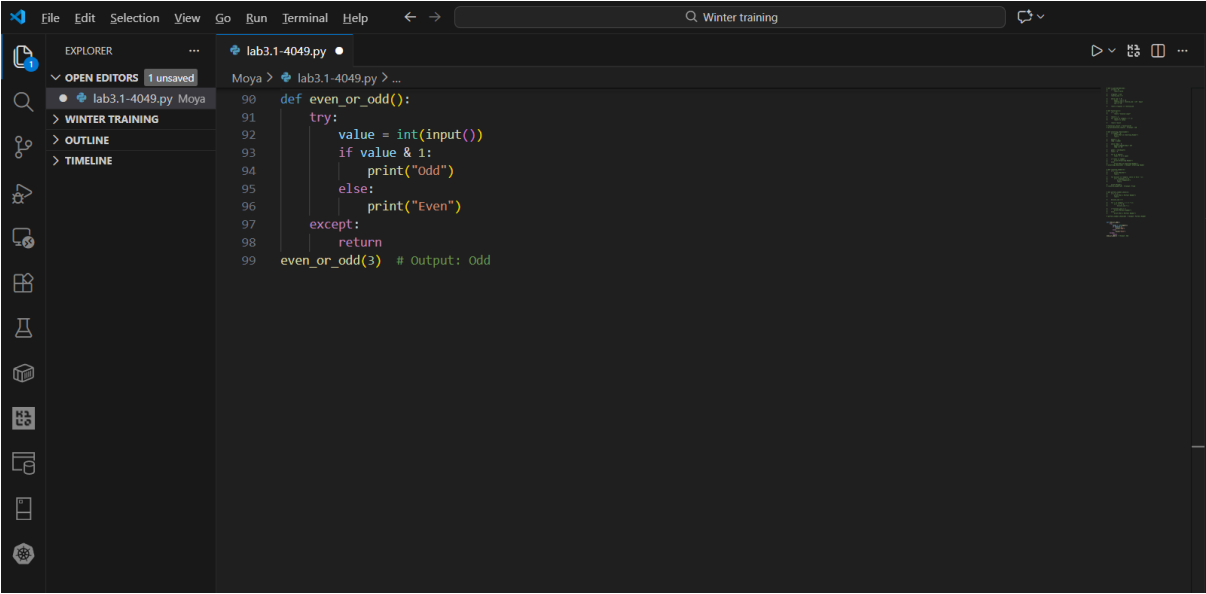 File Edit Selection View Go Run Terminal Help
Winter training
EXPLORER
OPEN EDITORS 1 unsaved
lab3.1-4049.py Moya
WINTER TRAINING
OUTLINE
TIMELINE
1
lab3.1-4049.py
Moya > lab3.1-4049.py > ...
90 def even_or_odd():
91     try:
92         value = int(input())
93         if value & 1:
94             print("Odd")
95         else:
96             print("Even")
97     except:
98         return
99 even_or_odd(3)  # Output: Odd